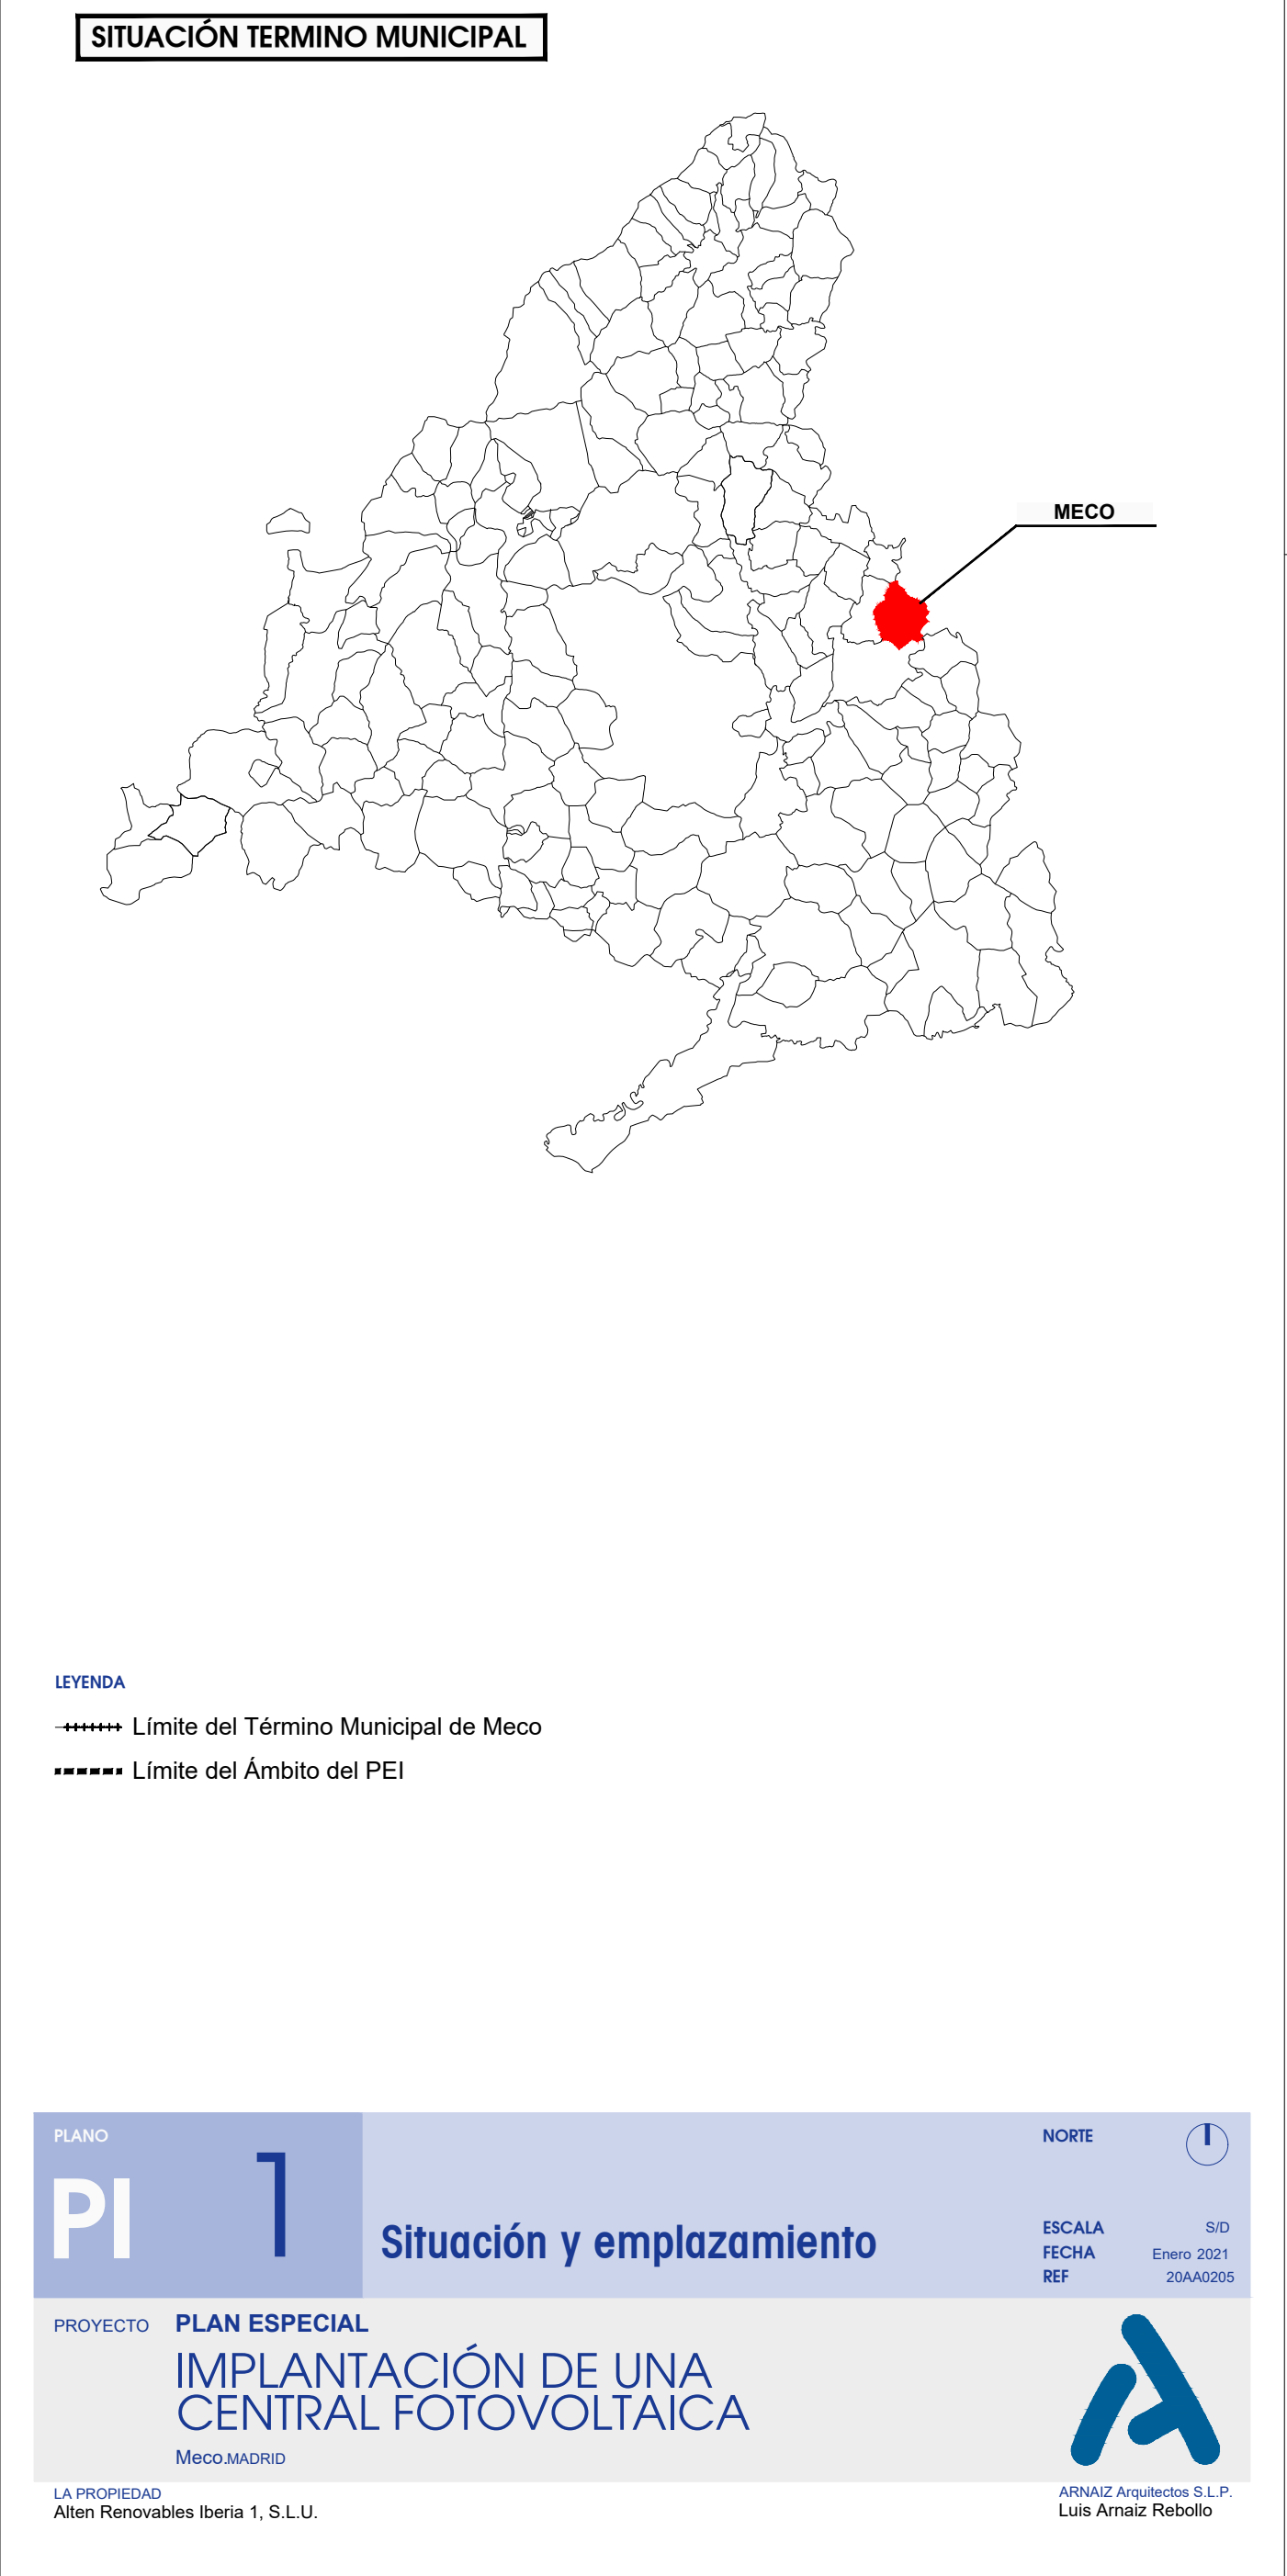 SITUACIÓN TERMINO MUNICIPAL
MECO
LEYENDA
Límite del Término Municipal de Meco
Límite del Ámbito del PEI
PLANO
PI 1
Situación y emplazamiento
NORTE
ESCALA S/D
FECHA Enero 2021
REF 20AA0205
PROYECTO PLAN ESPECIAL
IMPLANTACIÓN DE UNA
CENTRAL FOTOVOLTAICA
Meco.MADRID
LA PROPIEDAD
Alten Renovables Iberia 1, S.L.U.
ARNAIZ Arquitectos S.L.P.
Luis Arnaiz Rebollo